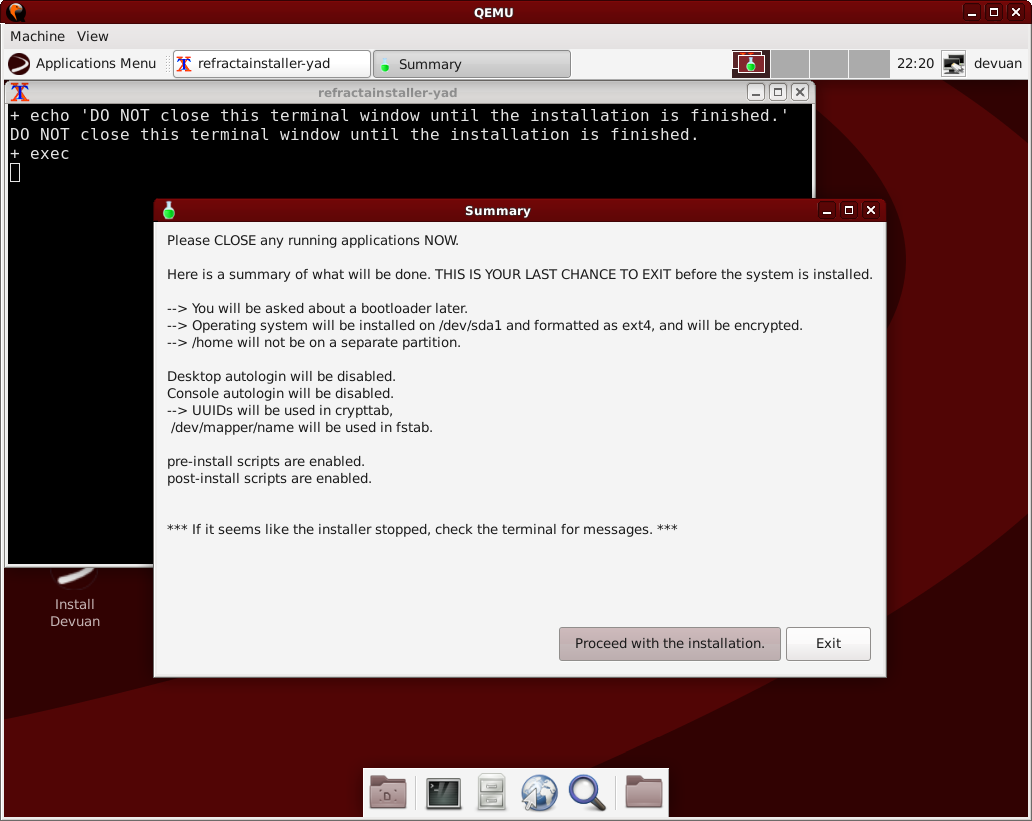 QEMU
Machine View
Applications Menu refractainstaller-yad Summary 22:20 devuan
refractainstaller-yad
+ echo 'DO NOT close this terminal window until the installation is finished.'
DO NOT close this terminal window until the installation is finished.
+ exec
Summary
Please CLOSE any running applications NOW.
Here is a summary of what will be done. THIS IS YOUR LAST CHANCE TO EXIT before the system is installed.
--> You will be asked about a bootloader later.
--> Operating system will be installed on /dev/sda1 and formatted as ext4, and will be encrypted.
--> /home will not be on a separate partition.
Desktop autologin will be disabled.
Console autologin will be disabled.
--> UUIDs will be used in crypttab,
/dev/mapper/name will be used in fstab.
pre-install scripts are enabled.
post-install scripts are enabled.
*** If it seems like the installer stopped, check the terminal for messages. ***
Proceed with the installation. Exit
Install
Devuan